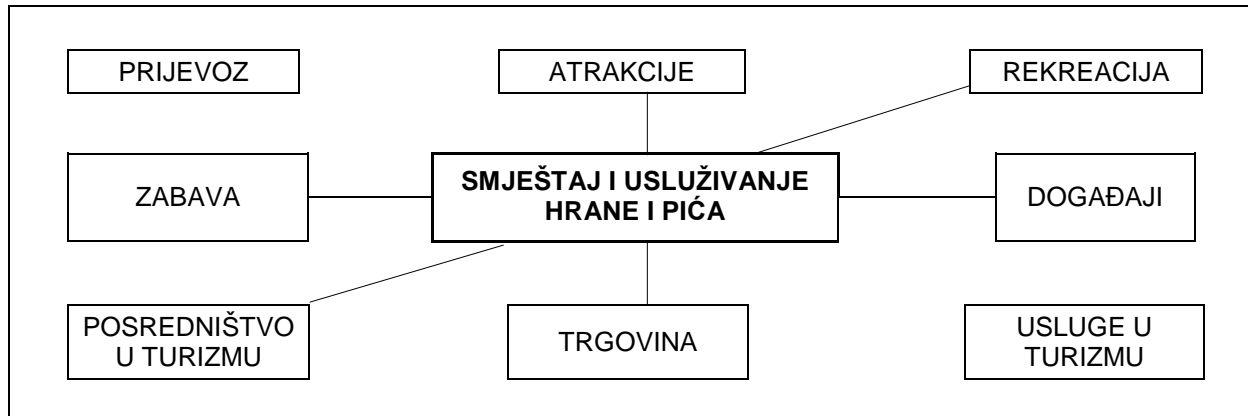 PRIJEVOZ
ATRAKCIJE
REKREACIJA
ZABAVA
SMJEŠTAJ I USLUŽIVANJE
HRANE I PIĆA
DOGAĐAJI
POSREDNIŠTVO
U TURIZMU
TRGOVINA
USLUGE U
TURIZMU